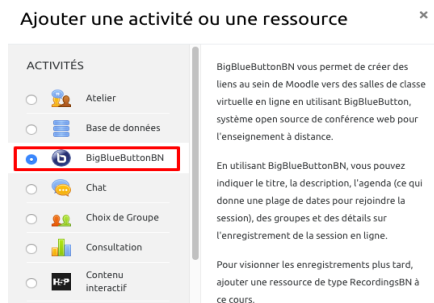 Ajouter une activité ou une ressource
×
ACTIVITÉS
Atelier
Base de données
BigBlueButtonBN
Chat
Choix de Groupe
Consultation
H-P
Contenu
interactif
BigBlueButtonBN vous permet de créer des
liens au sein de Moodle vers des salles de classe
virtuelle en ligne en utilisant BigBlueButton,
système open source de conférence web pour
l'enseignement à distance.
En utilisant BigBlueButtonBN, vous pouvez
indiquer le titre, la description, l'agenda (ce qui
donne une plage de dates pour rejoindre la
session), des groupes et des détails sur
l'enregistrement de la session en ligne.
Pour visionner les enregistrements plus tard,
ajouter une ressource de type RecordingsBN à
ce cours.